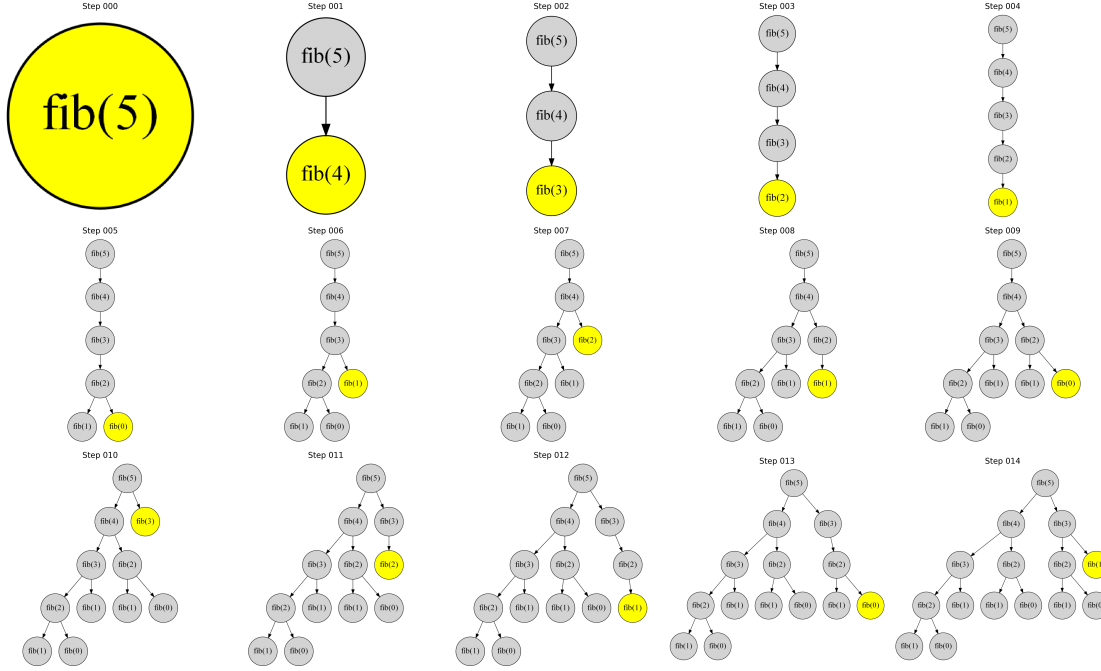 Step 000
fib(5)
Step 001
fib(5)
fib(4)
Step 002
fib(5)
fib(4)
fib(3)
Step 003
fib(5)
fib(4)
fib(3)
fib(2)
Step 004
fib(5)
fib(4)
fib(3)
fib(2)
fib(1)
Step 005
fib(5)
fib(4)
fib(3)
fib(2)
fib(1) fib(0)
Step 006
fib(5)
fib(4)
fib(3)
fib(2) fib(1)
fib(1) fib(0)
Step 007
fib(5)
fib(4)
fib(3) fib(2)
fib(2) fib(1)
fib(1) fib(0)
Step 008
fib(5)
fib(4)
fib(3) fib(2)
fib(2) fib(1) fib(1)
fib(1) fib(0)
Step 009
fib(5)
fib(4)
fib(3) fib(2)
fib(2) fib(1) fib(1) fib(0)
fib(1) fib(0)
Step 010
fib(5)
fib(4) fib(3)
fib(3) fib(2)
fib(2) fib(1) fib(1) fib(0)
fib(1) fib(0)
Step 011
fib(5)
fib(4) fib(3)
fib(3) fib(2) fib(2)
fib(2) fib(1) fib(1) fib(0)
fib(1) fib(0)
Step 012
fib(5)
fib(4) fib(3)
fib(3) fib(2) fib(2)
fib(2) fib(1) fib(1) fib(0) fib(1)
fib(1) fib(0)
Step 013
fib(5)
fib(4) fib(3)
fib(3) fib(2) fib(2)
fib(2) fib(1) fib(1) fib(0) fib(1) fib(0)
fib(1) fib(0)
Step 014
fib(5)
fib(4) fib(3)
fib(3) fib(2) fib(2) fib(1
fib(2) fib(1) fib(1) fib(0) fib(1) fib(0
fib(1) fib(0)